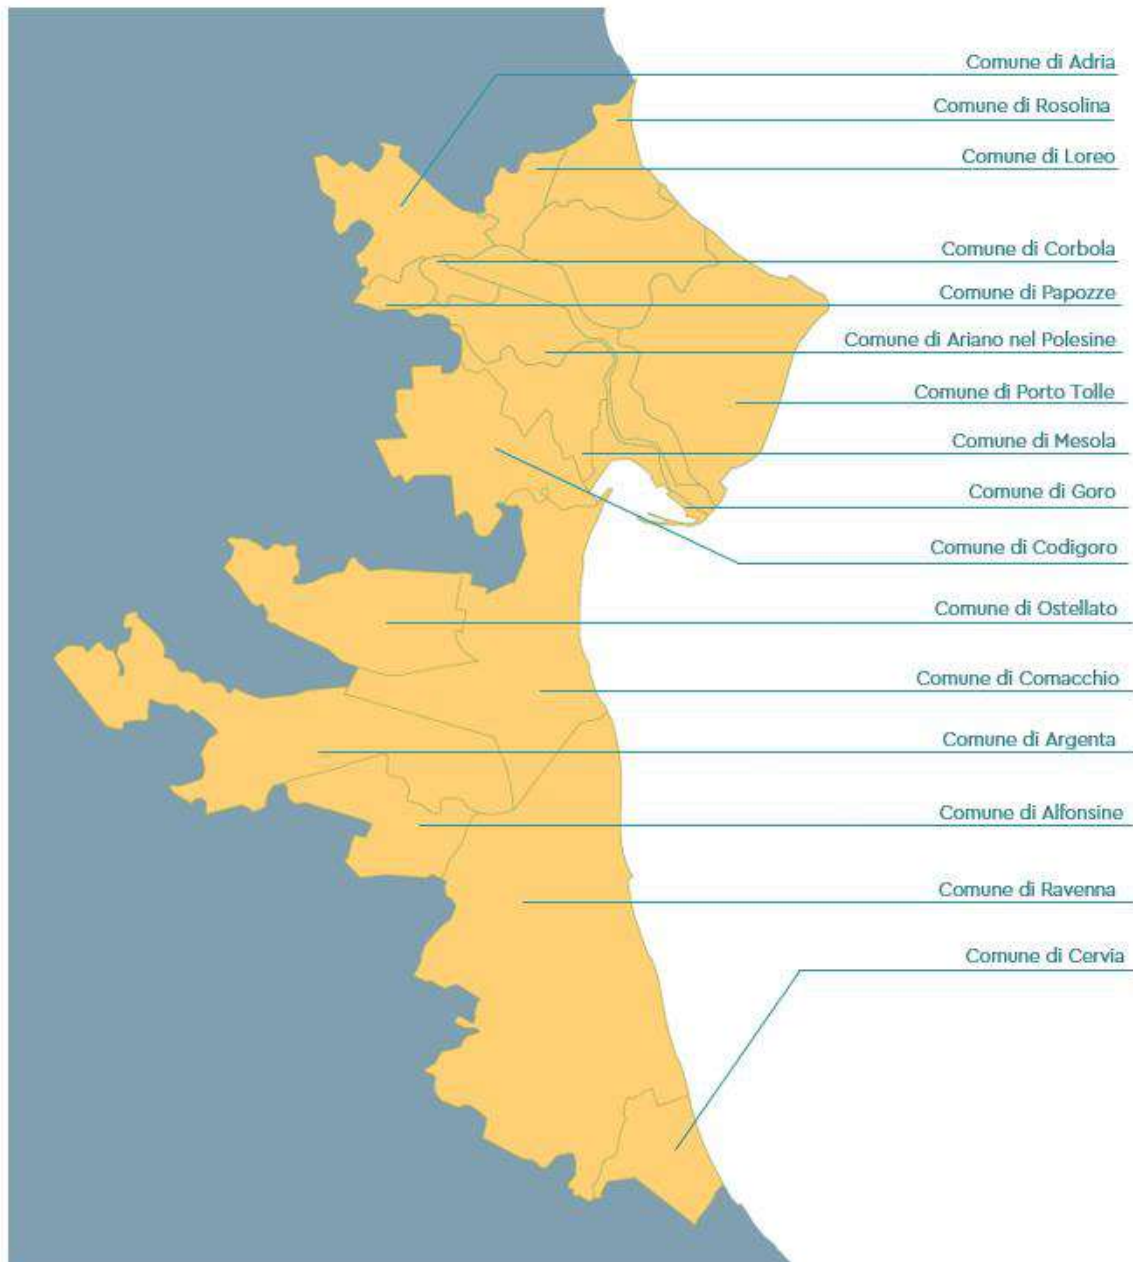 Comune di Adria
Comune di Rosolina
Comune di Loreo
Comune di Corbola
Comune di Papozze
Comune di Ariano nel Polesine
Comune di Porto Tolle
Comune di Mesola
Comune di Goro
Comune di Codigoro
Comune di Ostellato
Comune di Comacchio
Comune di Argenta
Comune di Alfonsine
Comune di Ravenna
Comune di Cervia